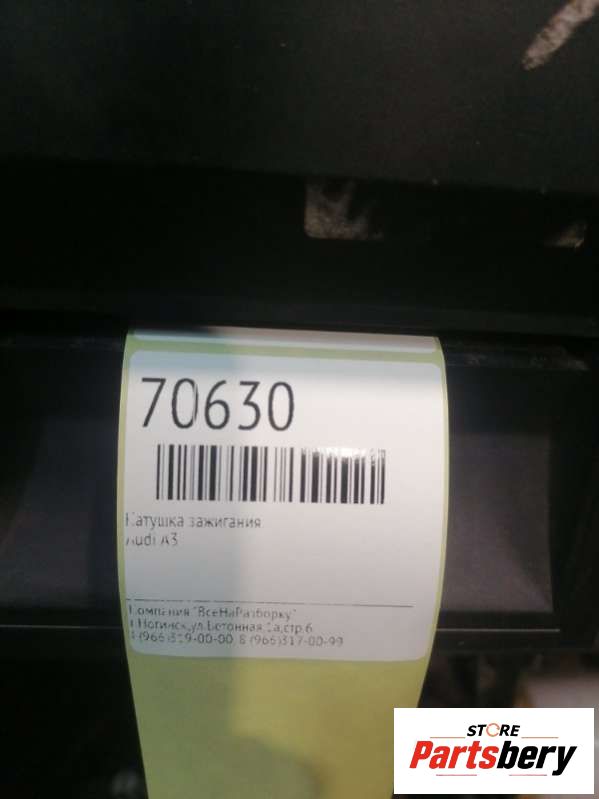 70630
Катушка зажигания
Audi A3
Компания "ВсеНаРазборку"
г.Ногинск,ул.Бетонная 1а,стр.6
8 (966)319-00-00, 8 (966)317-00-99
STORE
Partsbery